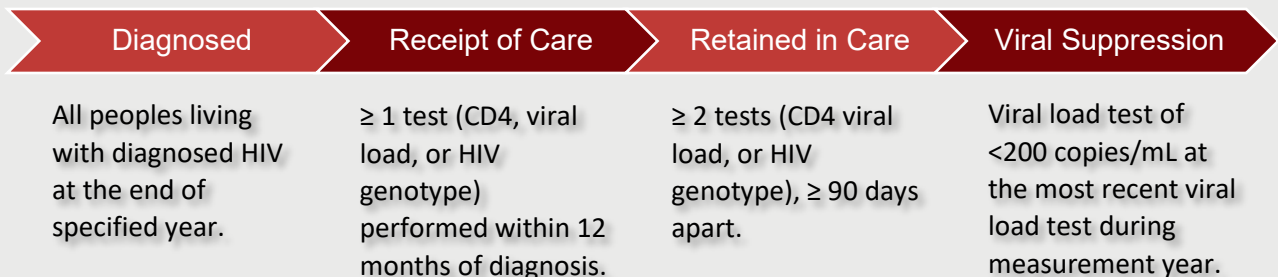 Diagnosed
Receipt of Care
Retained in Care
Viral Suppression
All peoples living
with diagnosed HIV
at the end of
specified year.
≥ 1 test (CD4, viral
load, or HIV
genotype)
performed within 12
months of diagnosis.
≥ 2 tests (CD4 viral
load, or HIV
genotype), ≥ 90 days
apart.
Viral load test of
<200 copies/mL at
the most recent viral
load test during
measurement year.